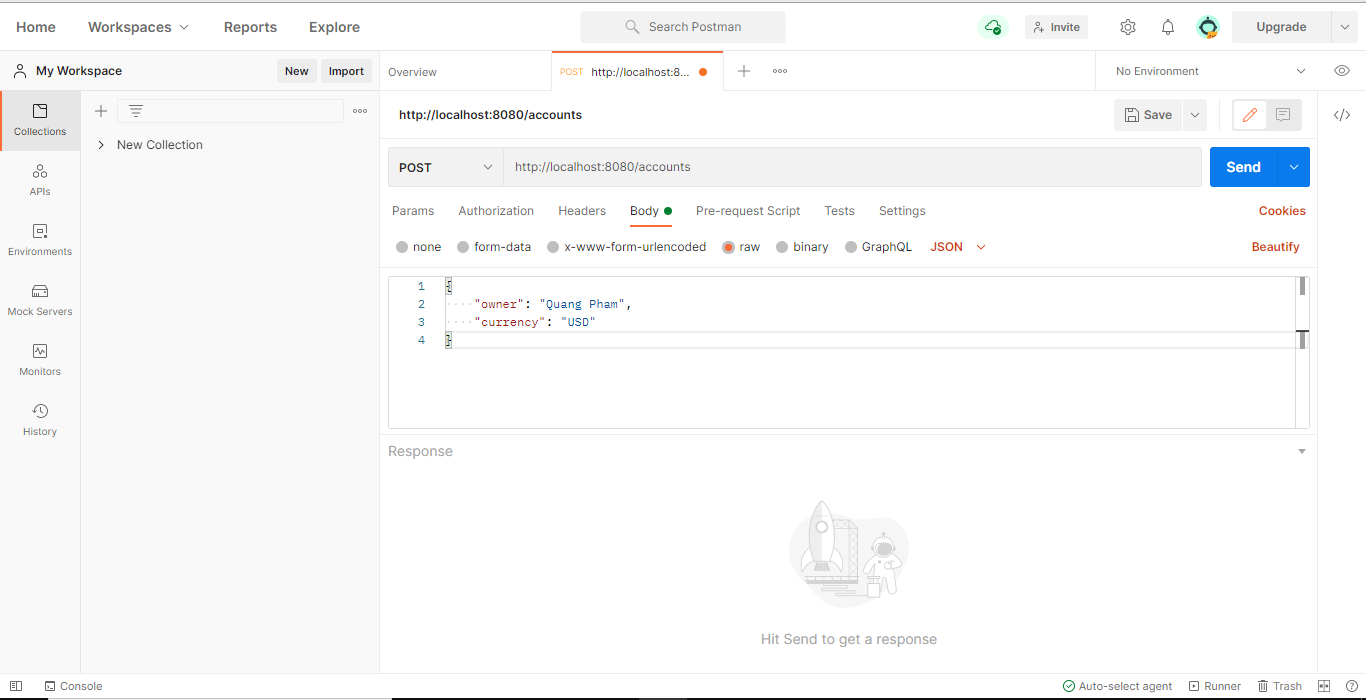 Home Workspaces Reports Explore Search Postman Invite Upgrade
My Workspace New Import Overview POST http://localhost:8... No Environment
http://localhost:8080/accounts Save
Collections
New Collection
POST http://localhost:8080/accounts Send
APIs
Params Authorization Headers Body Pre-request Script Tests Settings Cookies
none form-data x-www-form-urlencoded raw binary GraphQL JSON Beautify
Environments
1 {
2 "owner": "Quang Pham",
3 "currency": "USD"
4 }
Mock Servers
Monitors
History
Response
Hit Send to get a response
Console Auto-select agent Runner Trash